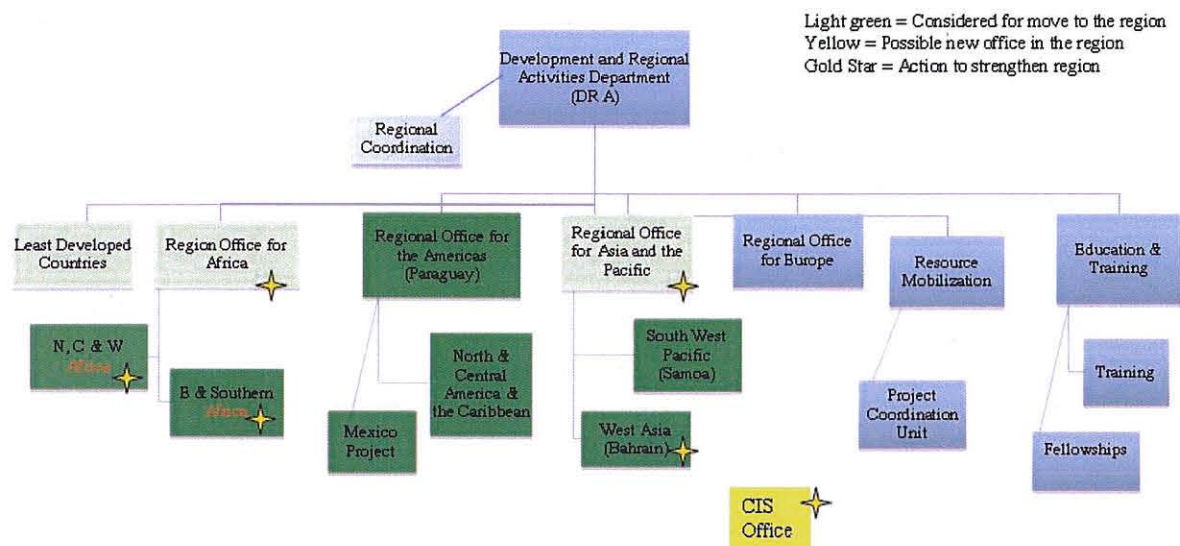 Light green = Considered for move to the region
Yellow = Possible new office in the region
Gold Star = Action to strengthen region
Development and Regional
Activities Department
(DR A)
Regional
Coordination
Least Developed
Countries
Region Office for
Africa
Regional Office for
the Americas
(Paraguay)
Regional Office
for Asia and the
Pacific
Regional Office
for Europe
Resource
Mobilization
Education &
Training
N, C & W
Africa
E & Southern
Africa
Mexico
Project
North &
Central
America &
the Caribbean
South West
Pacific
(Samoa)
West Asia
(Bahrain)
Project
Coordination
Unit
Training
Fellowships
CIS
Office